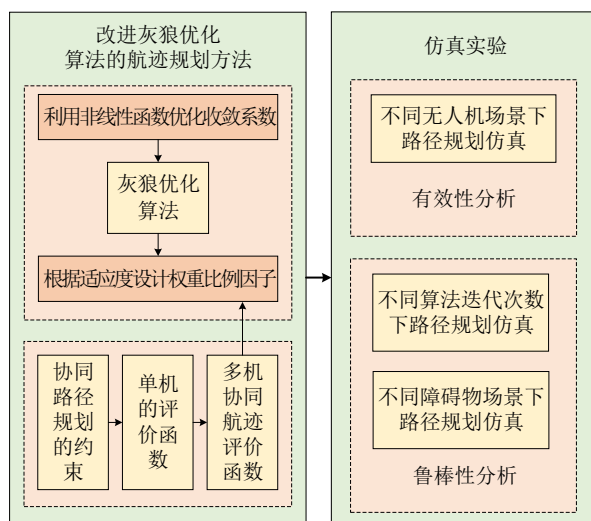 改进灰狼优化
算法的航迹规划方法
利用非线性函数优化收敛系数
灰狼优化
算法
根据适应度设计权重比例因子
协同
路径
规划
的约
束
单机
的评
价函
数
多机
协同
航迹
评价
函数
仿真实验
不同无人机场景下
路径规划仿真
有效性分析
不同算法迭代次数
下路径规划仿真
不同障碍物场景下
路径规划仿真
鲁棒性分析